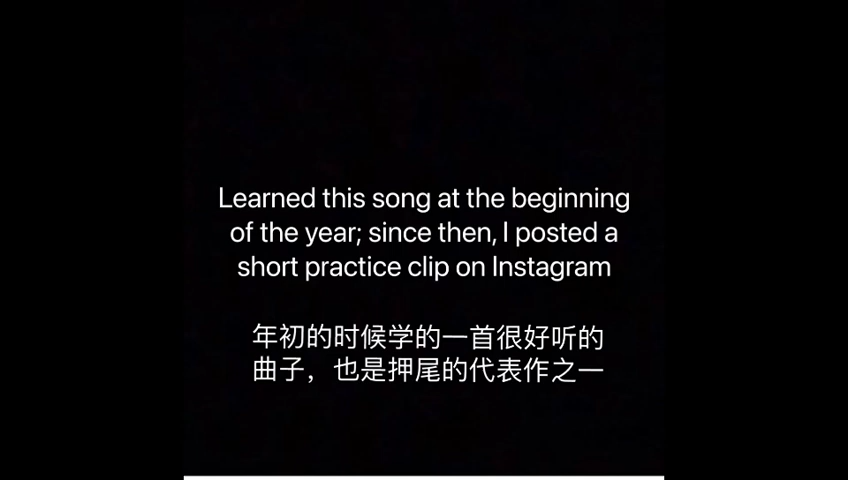 Learned this song at the beginning
of the year; since then, I posted a
short practice clip on Instagram
年初的时候学的一首很好听的
曲子，也是押尾的代表作之一